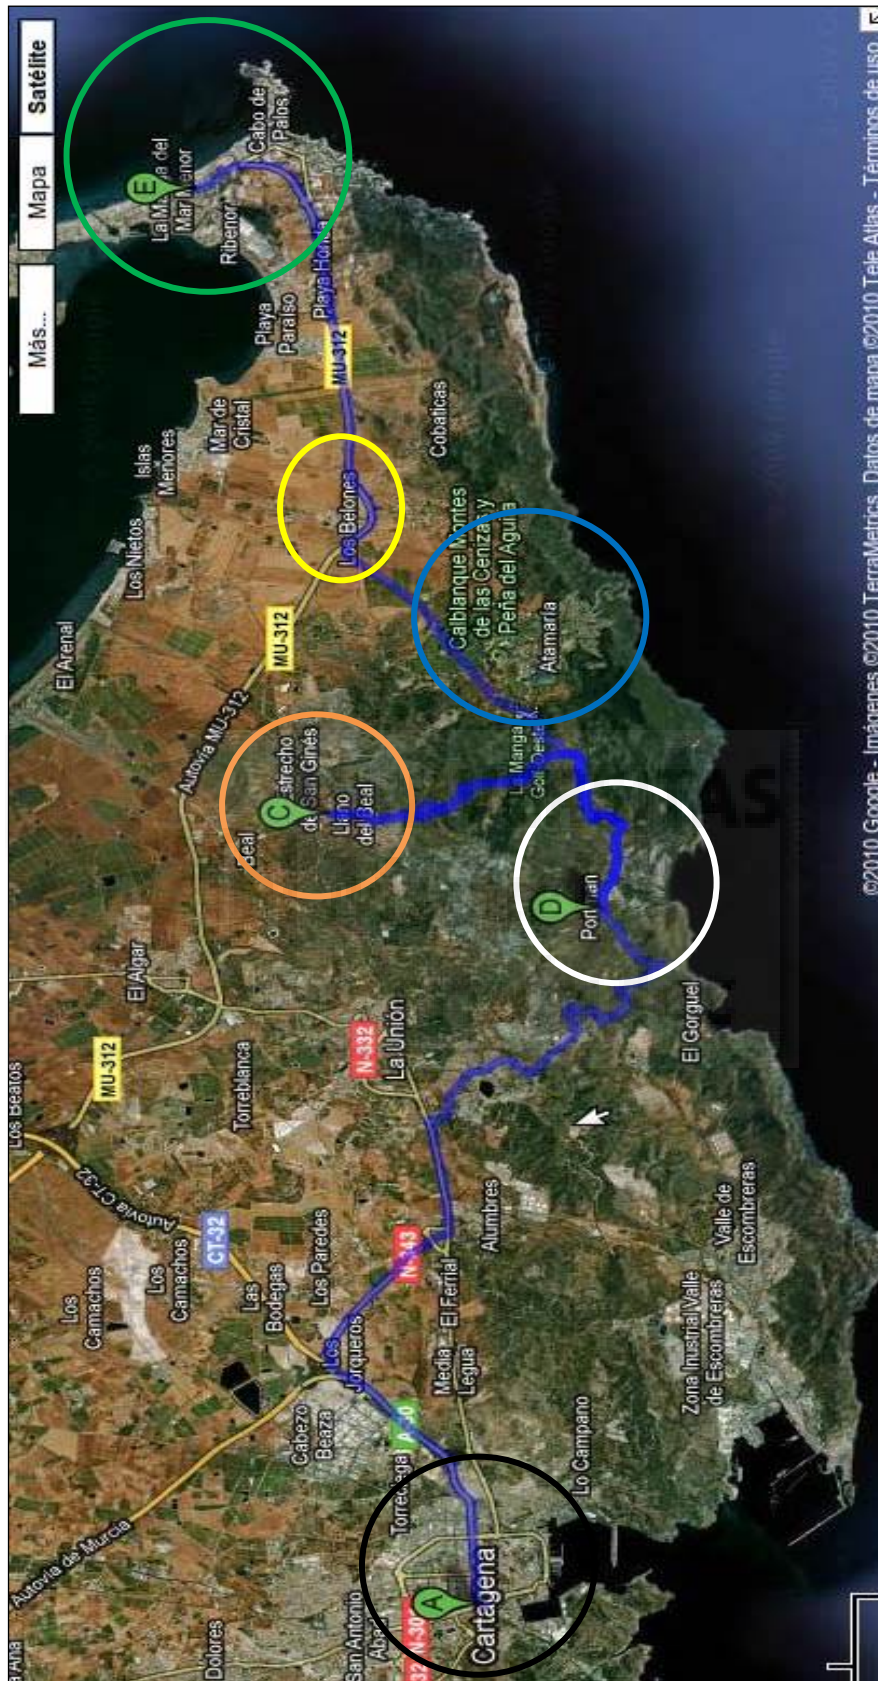 Más...
Mapa
Satélite
E
La Manga del
Mar Menor
Cabo de
Palos
Ribenor
Playa Honda
Playa
Paraíso
MU-312
Mar de
Cristal
Islas
Menores
Los Nietos
El Arenal
Los Belones
Cobaticas
MU-312
Autovía MU-312
Calblanque Montes
de las Cenizas y
Peña del Águila
Atamaría
La Manga
Golf
C
Estrecho
de San Ginés
Llano
del Beal
Beal
D
Portmán
El Gorguel
El Algar
MU-312
N-332
La Unión
Torreblanca
Los Beatos
Autovía CT-32
CT-32
Los
Camachos
Los
Camachos
Las
Bodegas
Los Paredes
N-343
El Ferrial
Alumbres
Valle de
Escombreras
Zona Inustrial Valle
de Escombreras
Los
Jorqueros
Media
Legua
Cabezo
Beaza
A-30
Torreciega
Lo Campano
Autovía de Murcia
A
Cartagena
San Antonio
Abad
Dolores
a Ana
©2010 Google - Imágenes ©2010 TerraMetrics, Datos de mapa ©2010 Tele Atlas - Términos de uso